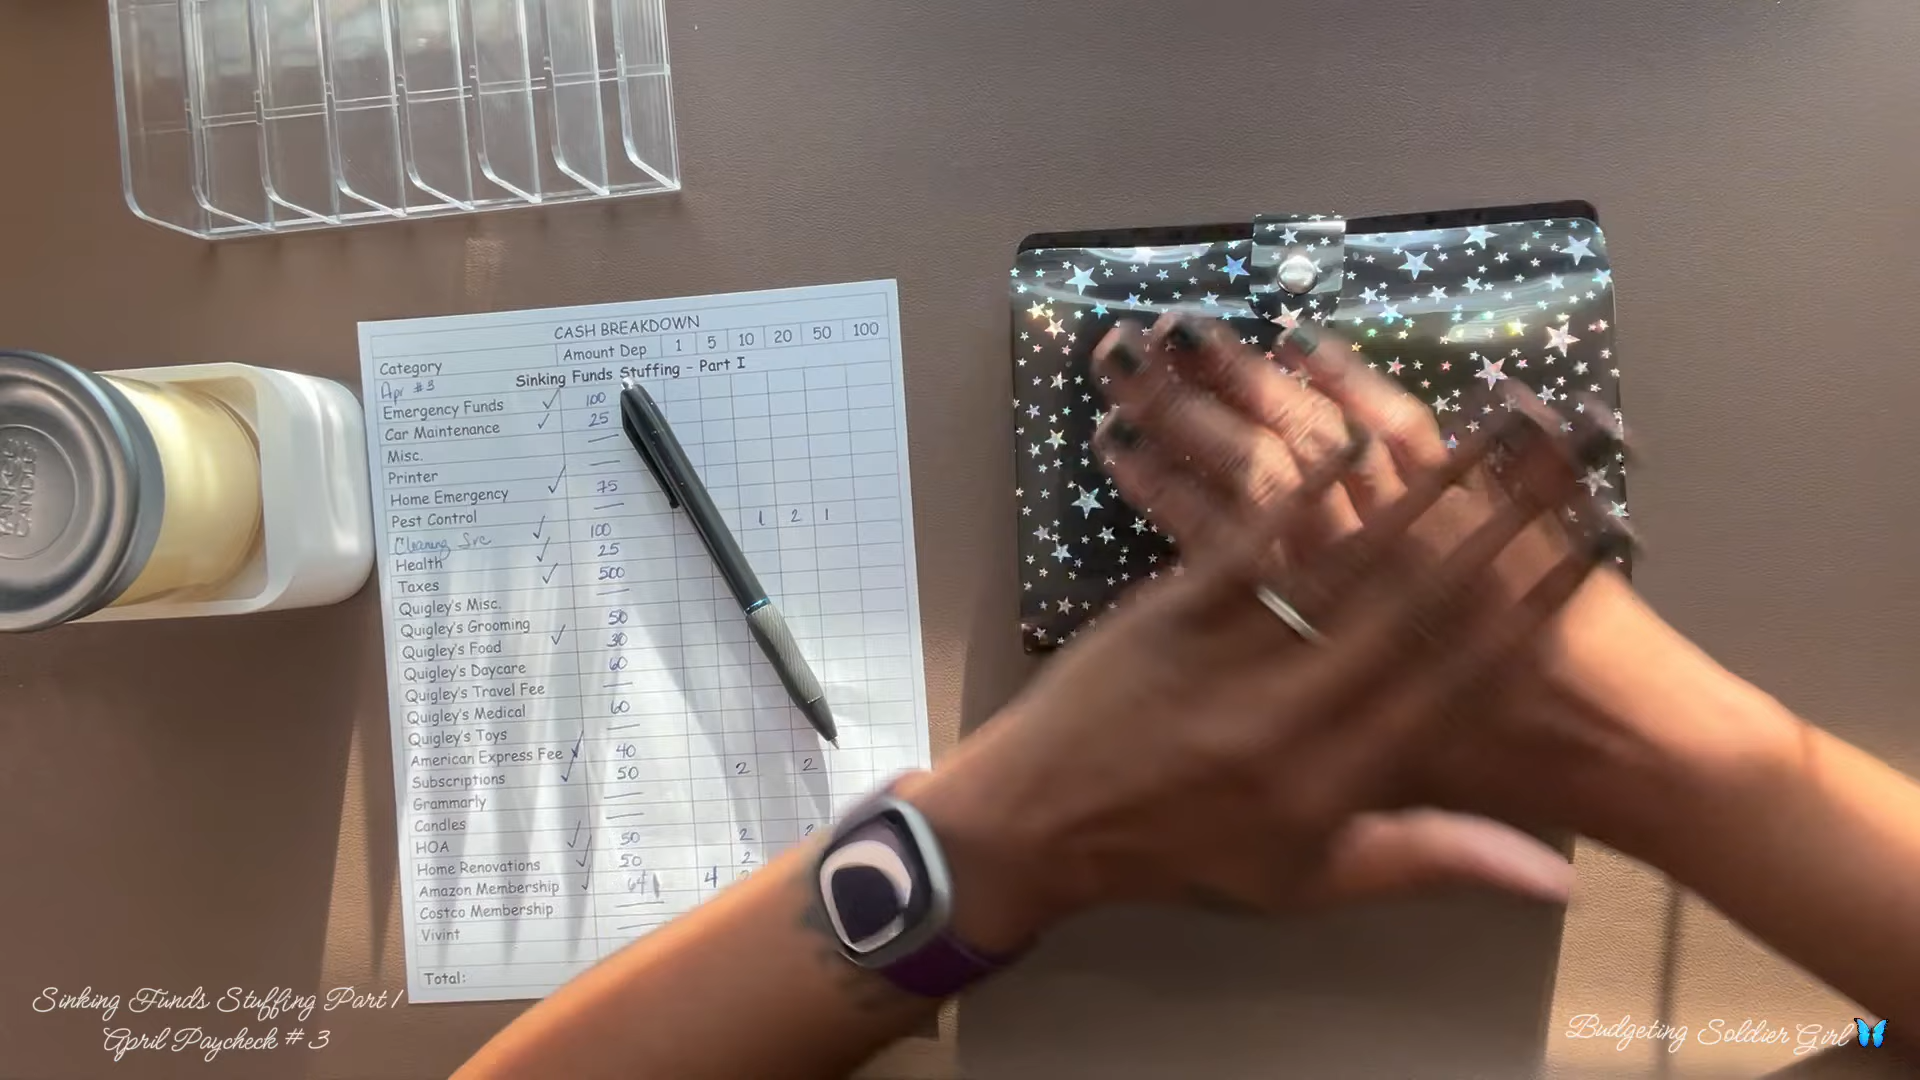 CASH BREAKDOWN
Category Amount Dep 1 5 10 20 50 100
Apr #3 Sinking Funds Stuffing - Part I
Emergency Funds ✓ 100
Car Maintenance ✓ 25
Misc. —
Printer —
Home Emergency ✓ 75
Pest Control — 1 2 1
Cleaning Svc ✓ 100
Health ✓ 25
Taxes ✓ 500
Quigley's Misc. —
Quigley's Grooming 50
Quigley's Food ✓ 30
Quigley's Daycare 60
Quigley's Travel Fee —
Quigley's Medical 60
Quigley's Toys —
American Express Fee ✓ 40
Subscriptions ✓ 50 2 2
Grammarly —
Candles —
HOA ✓ 50 2 2
Home Renovations ✓ 50 2
Amazon Membership ✓ 64 4
Costco Membership —
Vivint —
Total:
Sinking Funds Stuffing Part 1
April Paycheck # 3
Budgeting Soldier Girl🦋